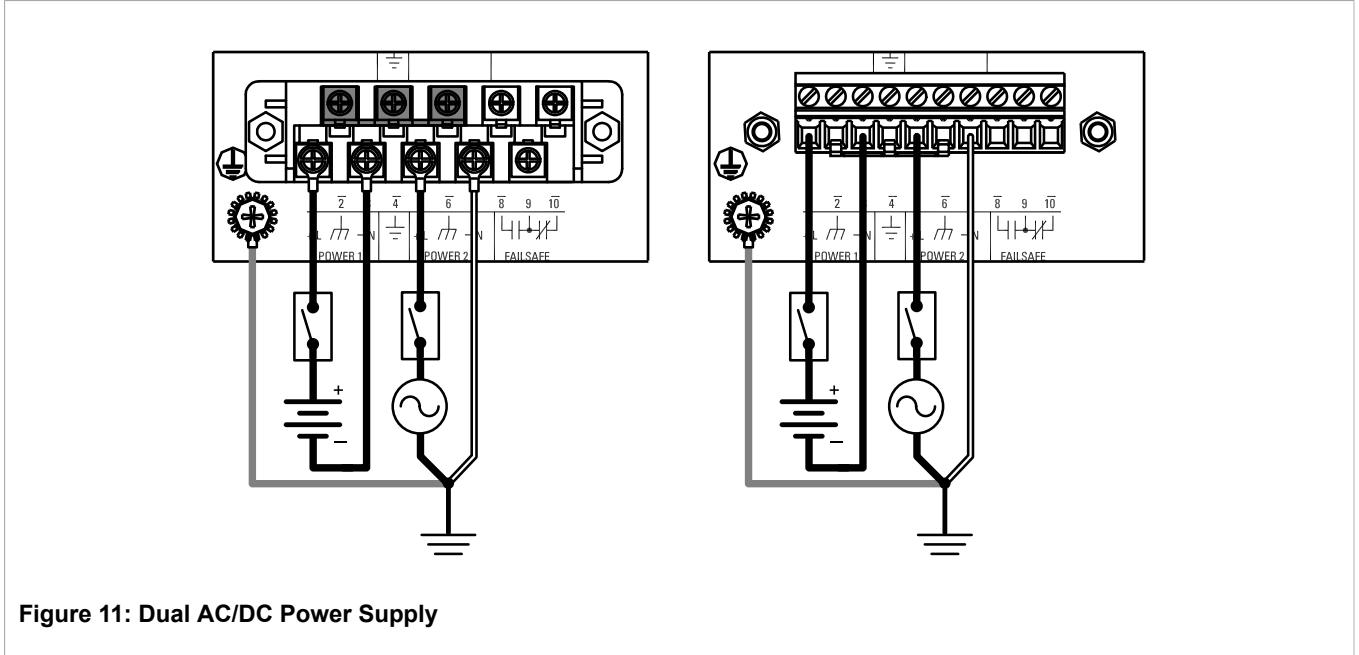 2 4 6 8 9 10
+L - N +L - N
POWER 1 POWER 2 FAILSAFE
+
−
2 4 6 8 9 10
L - N +L - N
POWER 1 POWER 2 FAILSAFE
+
−
Figure 11: Dual AC/DC Power Supply